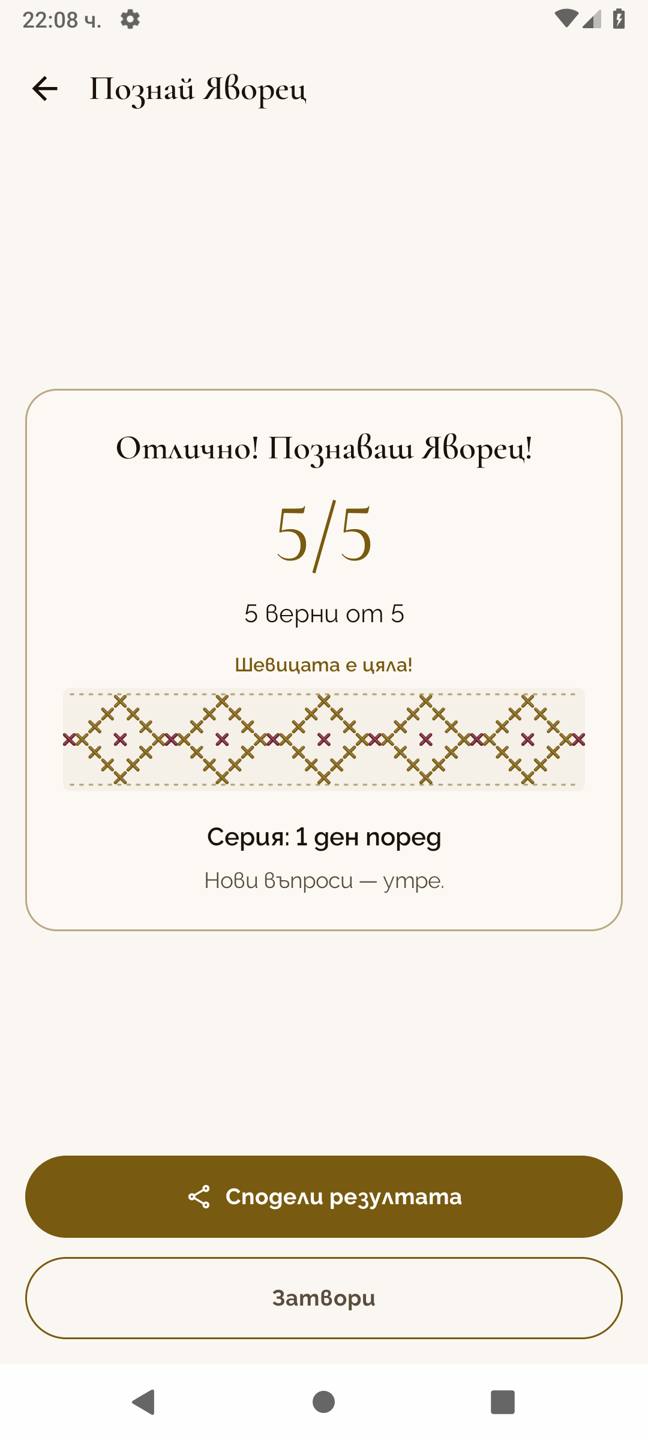 22:08 ч.
Познай Яворец
Отлично! Познаваш Яворец!
5/5
5 верни от 5
Шевицата е цяла!
Серия: 1 ден поред
Нови въпроси — утре.
Сподели резултата
Затвори